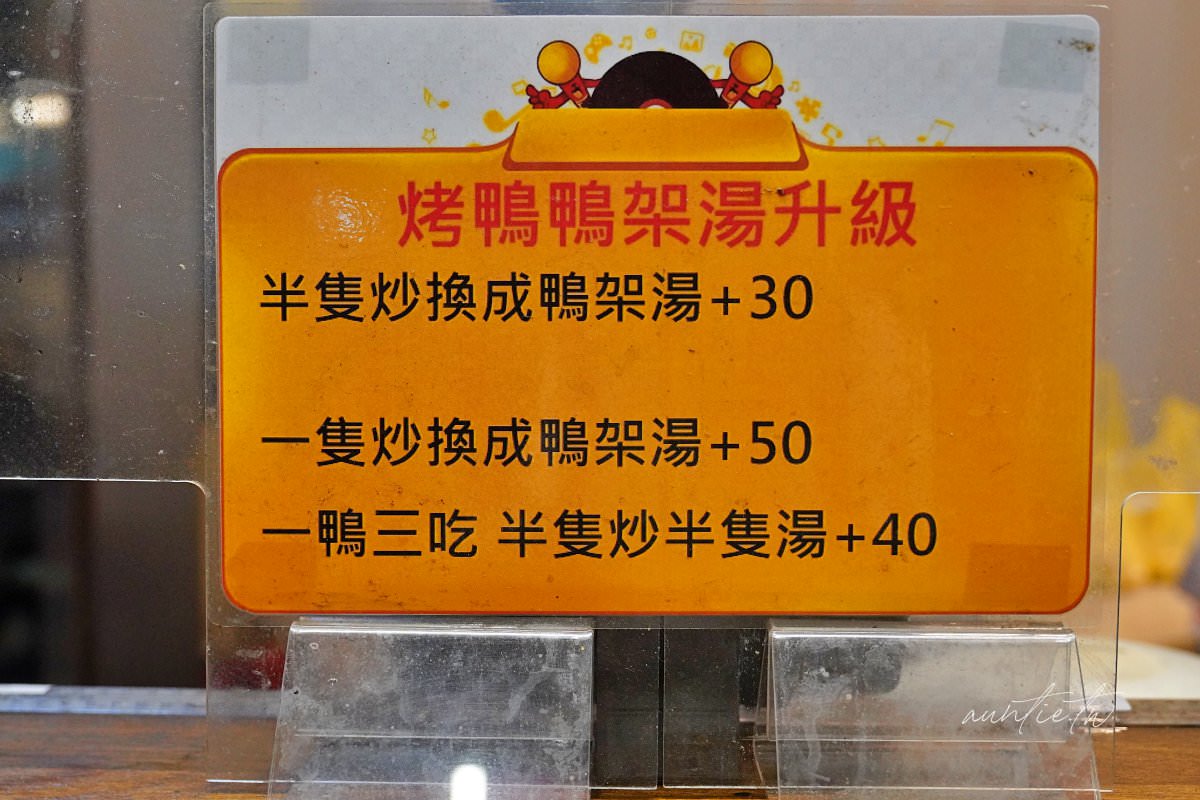 烤鴨鴨架湯升級
半隻炒換成鴨架湯+30
一隻炒換成鴨架湯+50
一鴨三吃 半隻炒半隻湯+40
auntie.tw